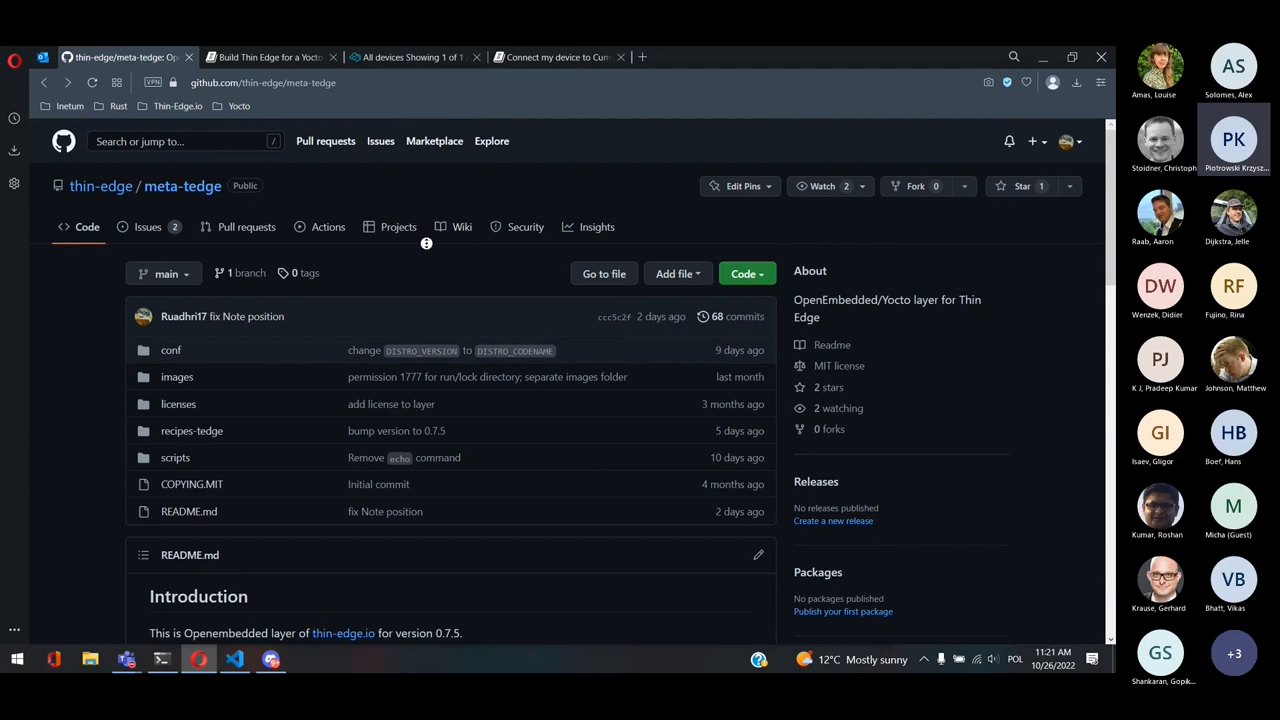 thin-edge/meta-tedge: Op
Build Thin Edge for a Yocto
All devices Showing 1 of 1
Connect my device to Cum
VPN
github.com/thin-edge/meta-tedge
Inetum
Rust
Thin-Edge.io
Yocto
Search or jump to...
/
Pull requests
Issues
Marketplace
Explore
thin-edge / meta-tedge
Public
Edit Pins
Watch 2
Fork 0
Star 1
Code
Issues 2
Pull requests
Actions
Projects
Wiki
Security
Insights
main
1 branch
0 tags
Go to file
Add file
Code
Ruadhri17 fix Note position
ccc5c2f 2 days ago
68 commits
conf
change DISTRO_VERSION to DISTRO_CODENAME
9 days ago
images
permission 1777 for run/lock directory; separate images folder
last month
licenses
add license to layer
3 months ago
recipes-tedge
bump version to 0.7.5
5 days ago
scripts
Remove echo command
10 days ago
COPYING.MIT
Initial commit
4 months ago
README.md
fix Note position
2 days ago
README.md
Introduction
This is Openembedded layer of thin-edge.io for version 0.7.5.
About
OpenEmbedded/Yocto layer for Thin
Edge
Readme
MIT license
2 stars
2 watching
0 forks
Releases
No releases published
Create a new release
Packages
No packages published
Publish your first package
12°C Mostly sunny
POL
11:21 AM
10/26/2022
Amas, Louise
AS
Solomes, Alex
Stoidner, Christoph
PK
Piotrowski Krzysz...
Raab, Aaron
Dijkstra, Jelle
DW
Wenzek, Didier
RF
Fujino, Rina
PJ
K J, Pradeep Kumar
Johnson, Matthew
GI
Isaev, Gligor
HB
Boef, Hans
Kumar, Roshan
M
Micha (Guest)
Krause, Gerhard
VB
Bhatt, Vikas
GS
Shankaran, Gopik...
+3